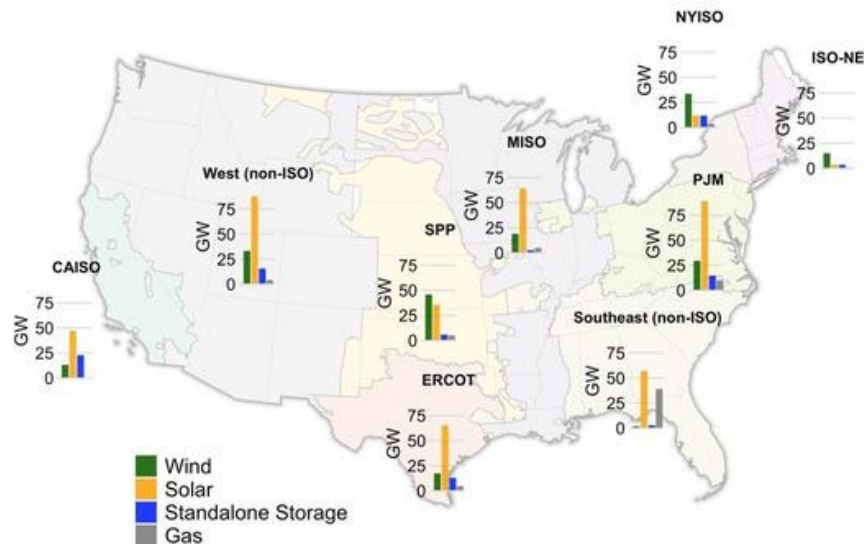 NYISO
75
50
25
0
GW
ISO-NE
75
50
25
0
GW
MISO
75
50
25
0
GW
West (non-ISO)
75
50
25
0
GW
PJM
75
50
25
0
GW
SPP
75
50
25
0
GW
CAISO
75
50
25
0
GW
Southeast (non-ISO)
75
50
25
0
GW
ERCOT
75
50
25
0
GW
Wind
Solar
Standalone Storage
Gas